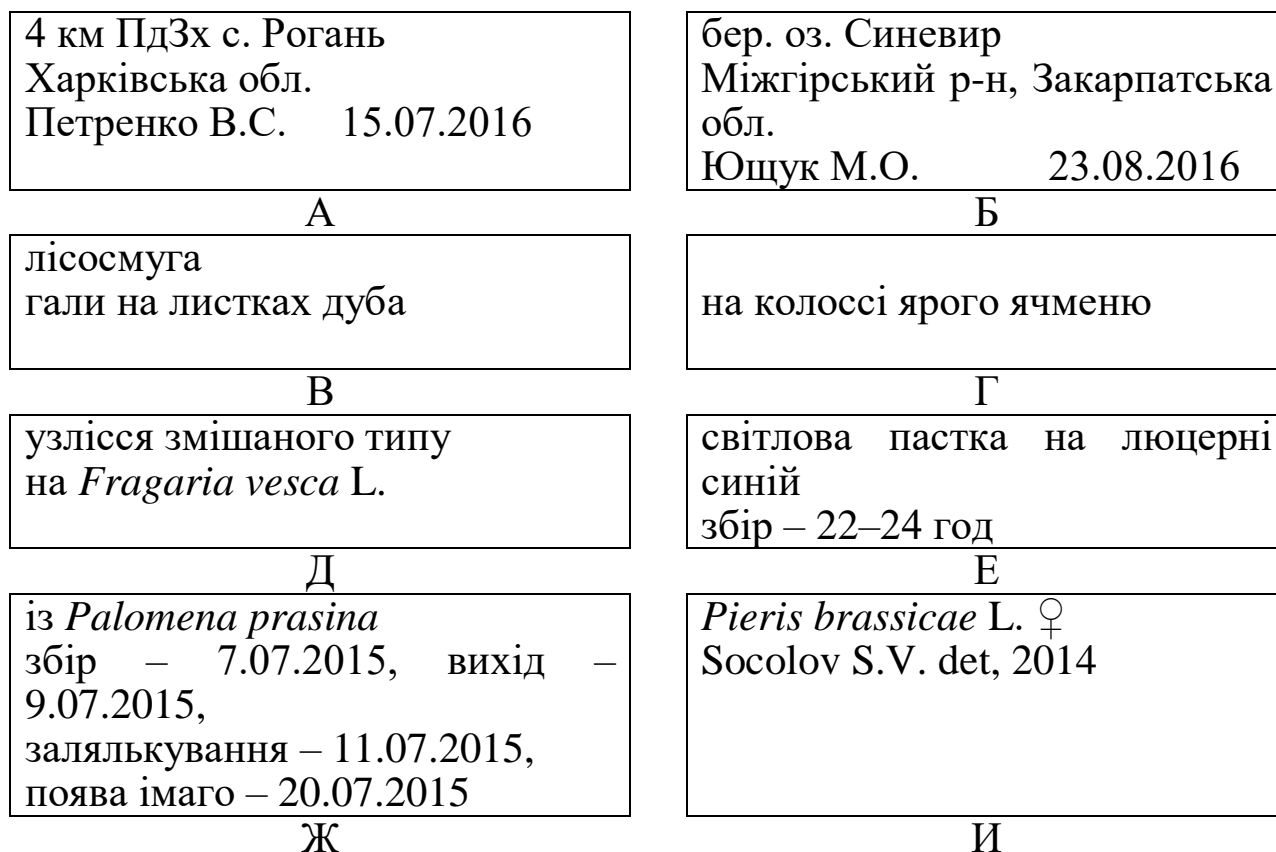 4 км ПдЗх с. Рогань
Харківська обл.
Петренко В.С. 15.07.2016
А
бер. оз. Синевир
Міжгірський р-н, Закарпатська
обл.
Ющук М.О. 23.08.2016
Б
лісосмуга
гали на листках дуба
В
на колоссі ярого ячменю
Г
узлісся змішаного типу
на Fragaria vesca L.
Д
світлова пастка на люцерні
синій
збір – 22–24 год
Е
із Palomena prasina
збір – 7.07.2015, вихід –
9.07.2015,
залялькування – 11.07.2015,
поява імаго – 20.07.2015
Ж
Pieris brassicae L. ♀
Socolov S.V. det, 2014
И